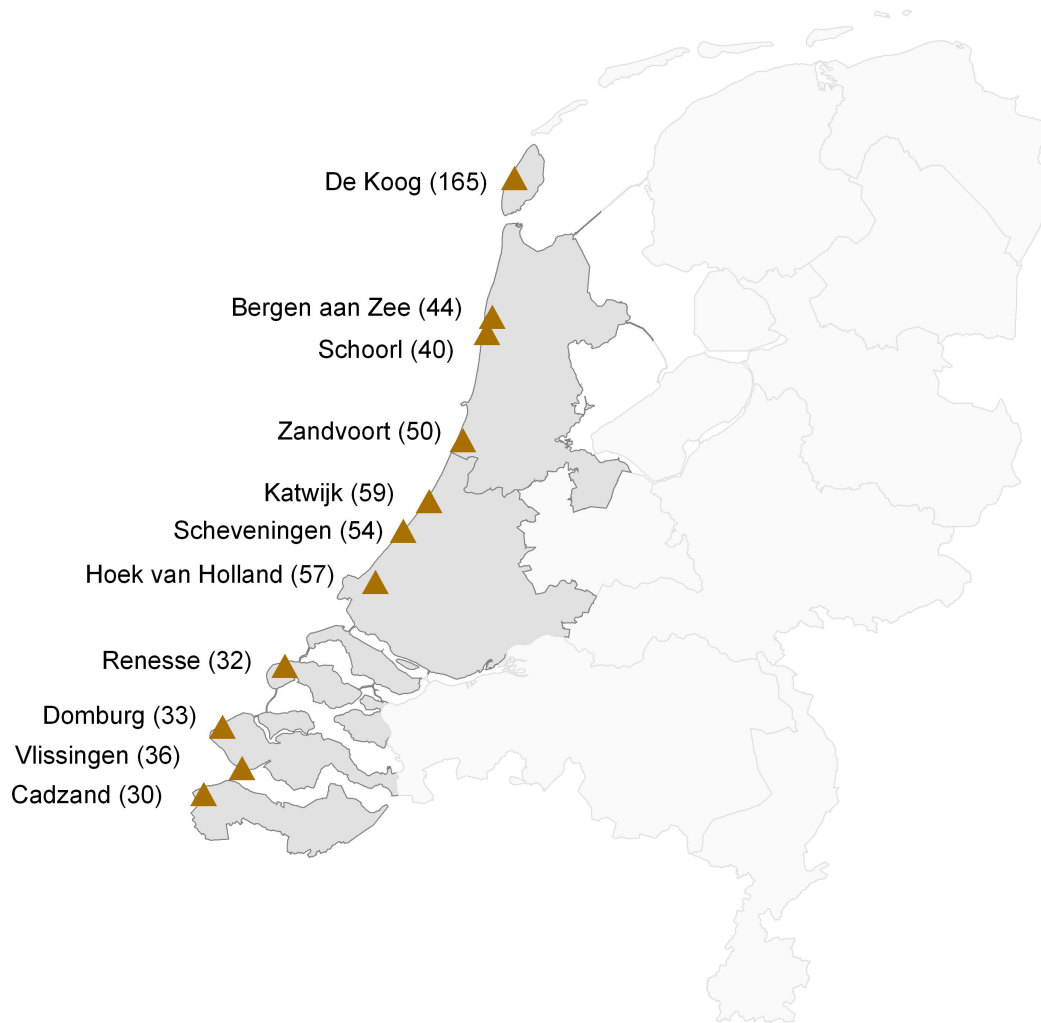 De Koog (165)
Bergen aan Zee (44)
Schoorl (40)
Zandvoort (50)
Katwijk (59)
Scheveningen (54)
Hoek van Holland (57)
Renesse (32)
Domburg (33)
Vlissingen (36)
Cadzand (30)